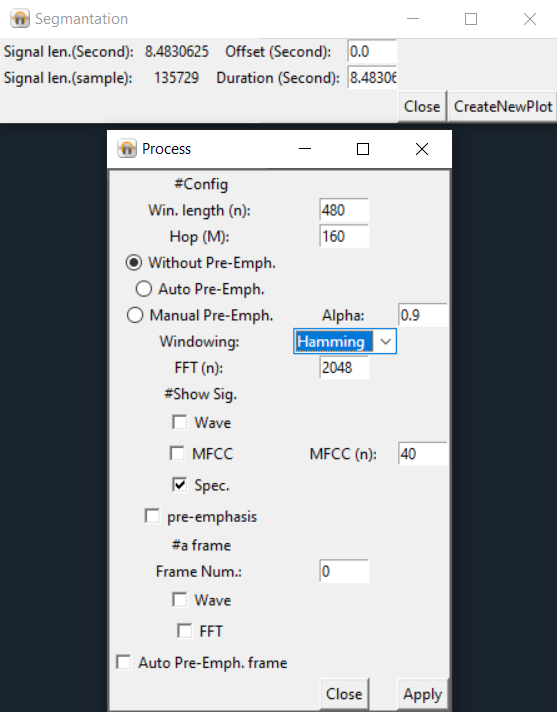 Segmantation
Signal len.(Second): 8.4830625 Offset (Second): 0.0
Signal len.(sample): 135729 Duration (Second): 8.48306
Close CreateNewPlot
Process
#Config
Win. length (n): 480
Hop (M): 160
Without Pre-Emph.
Auto Pre-Emph.
Manual Pre-Emph. Alpha: 0.9
Windowing: Hamming
FFT (n): 2048
#Show Sig.
Wave
MFCC MFCC (n): 40
Spec.
pre-emphasis
#a frame
Frame Num.: 0
Wave
FFT
Auto Pre-Emph. frame
Close Apply